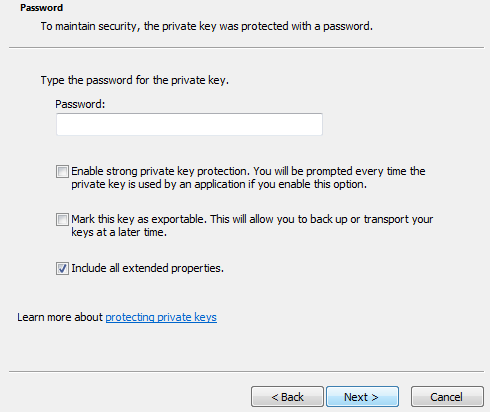 Password
To maintain security, the private key was protected with a password.
Type the password for the private key.
Password:
Enable strong private key protection. You will be prompted every time the
private key is used by an application if you enable this option.
Mark this key as exportable. This will allow you to back up or transport your
keys at a later time.
Include all extended properties.
Learn more about protecting private keys
< Back Next > Cancel